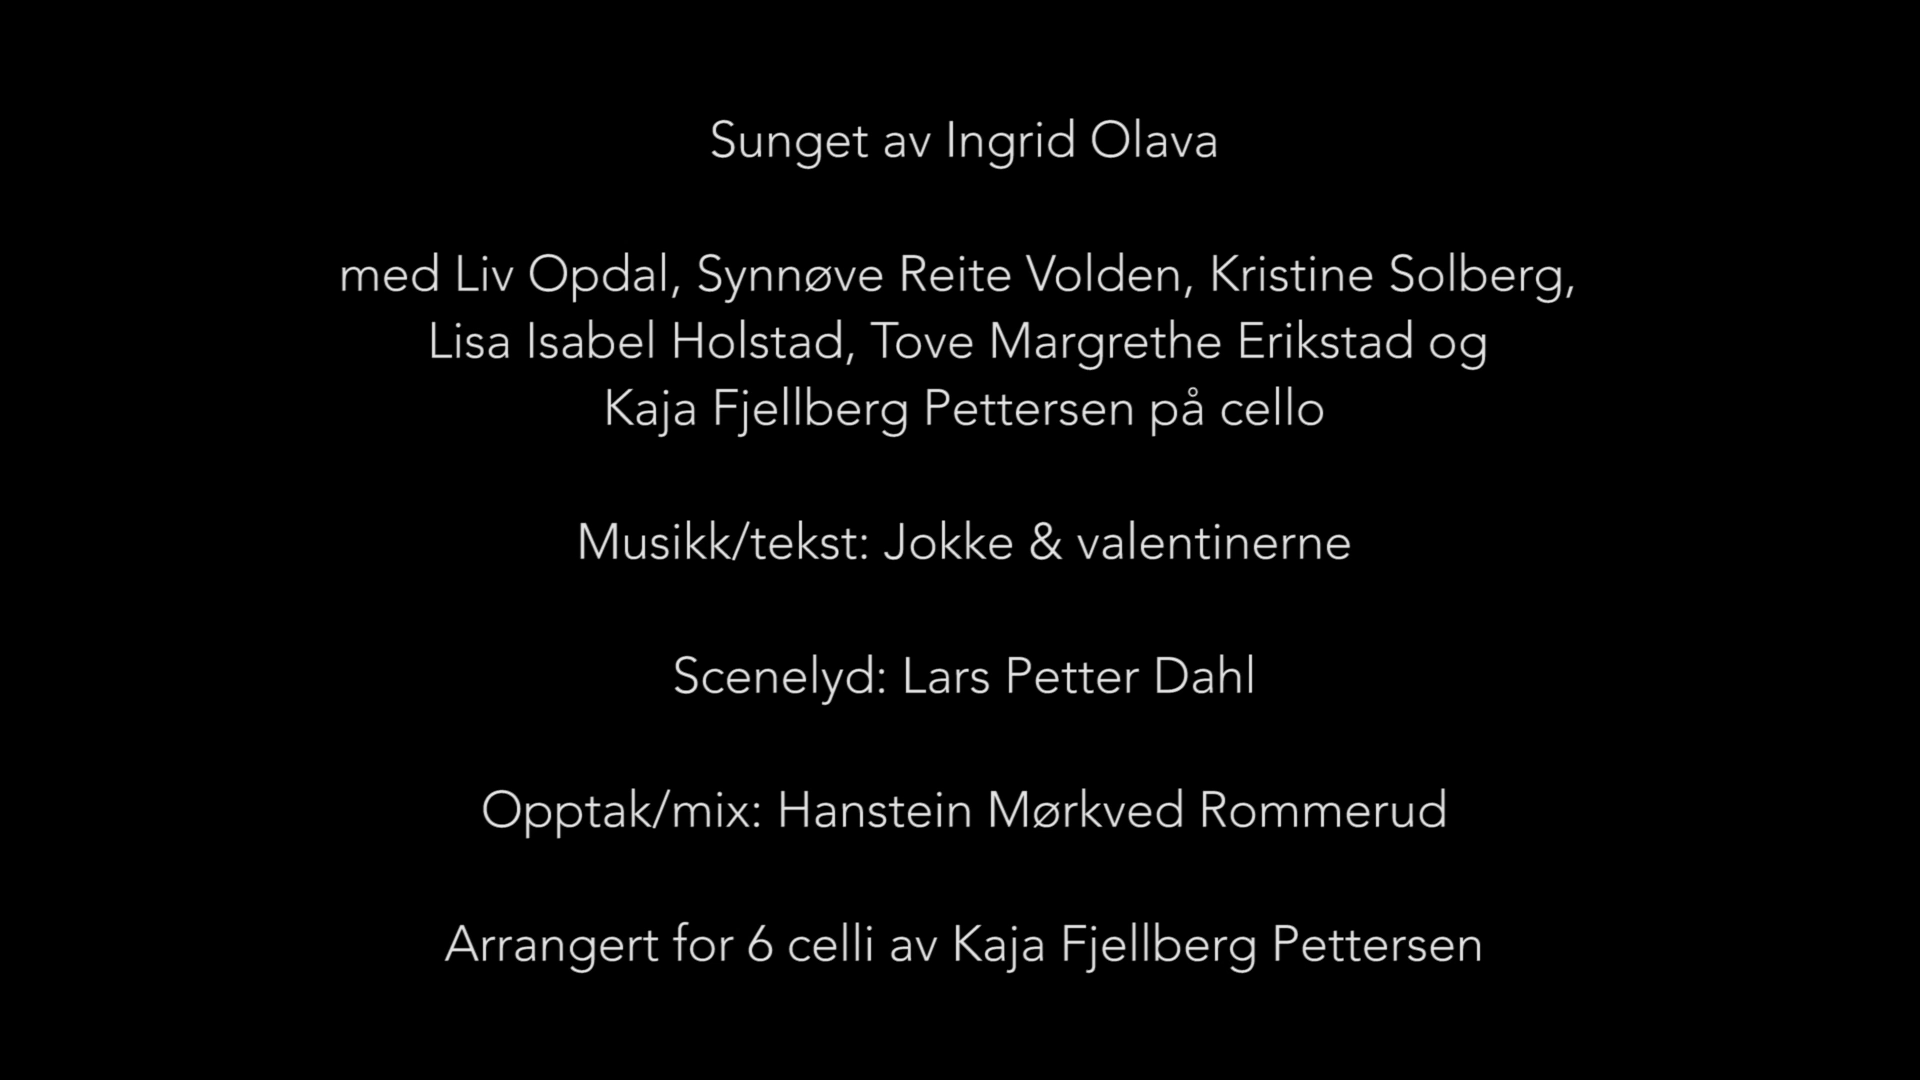 Sunget av Ingrid Olava
med Liv Opdal, Synnøve Reite Volden, Kristine Solberg,
Lisa Isabel Holstad, Tove Margrethe Erikstad og
Kaja Fjellberg Pettersen på cello
Musikk/tekst: Jokke & valentinerne
Scenelyd: Lars Petter Dahl
Opptak/mix: Hanstein Mørkved Rommerud
Arrangert for 6 celli av Kaja Fjellberg Pettersen